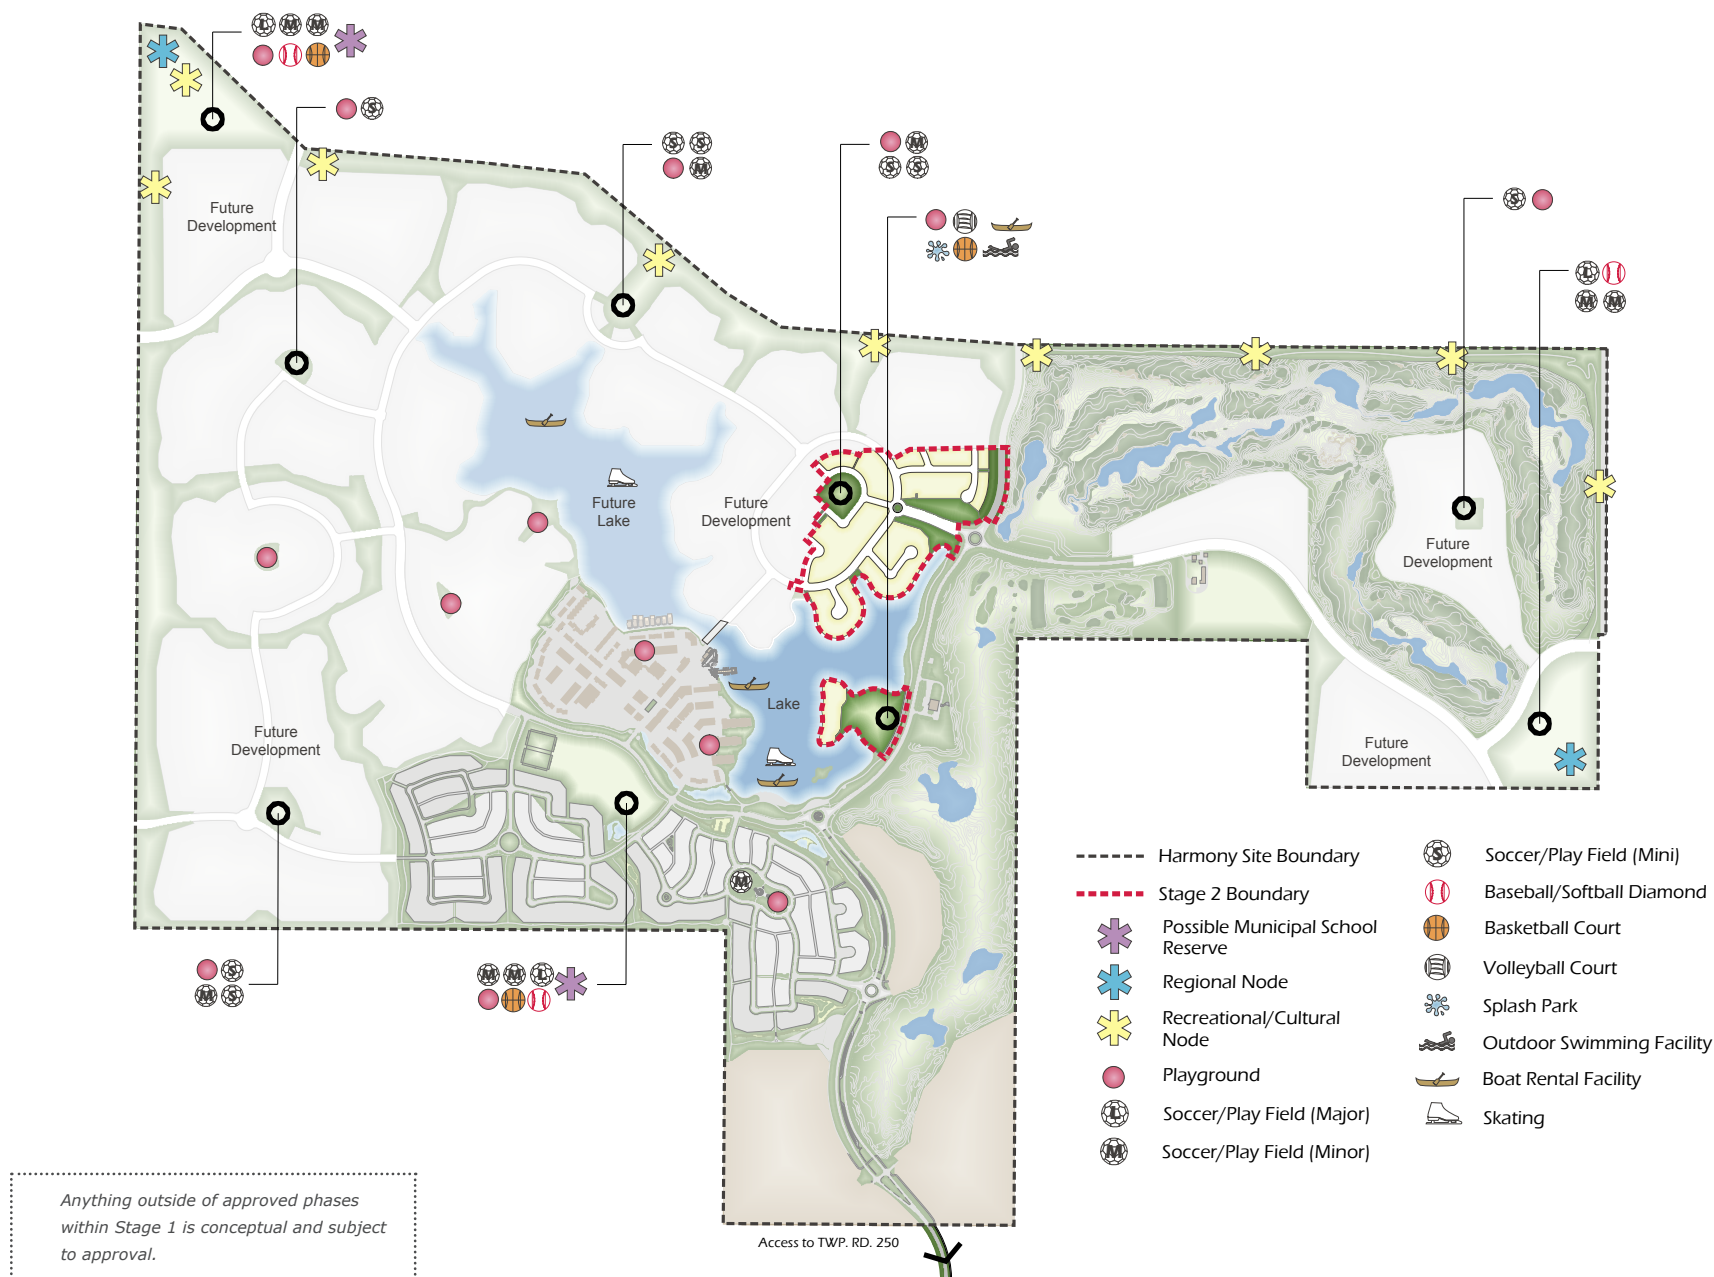 L M M
S
S S
M
M
S S
S
L
M M
Future
Development
Future
Lake
Future
Development
Future
Development
Lake
Future
Development
Future
Development
M
S
M S
M M L
Harmony Site Boundary
Stage 2 Boundary
Possible Municipal School
Reserve
Regional Node
Recreational/Cultural
Node
Playground
L Soccer/Play Field (Major)
M Soccer/Play Field (Minor)
S Soccer/Play Field (Mini)
Baseball/Softball Diamond
Basketball Court
Volleyball Court
Splash Park
Outdoor Swimming Facility
Boat Rental Facility
Skating
Anything outside of approved phases
within Stage 1 is conceptual and subject
to approval.
Access to TWP. RD. 250